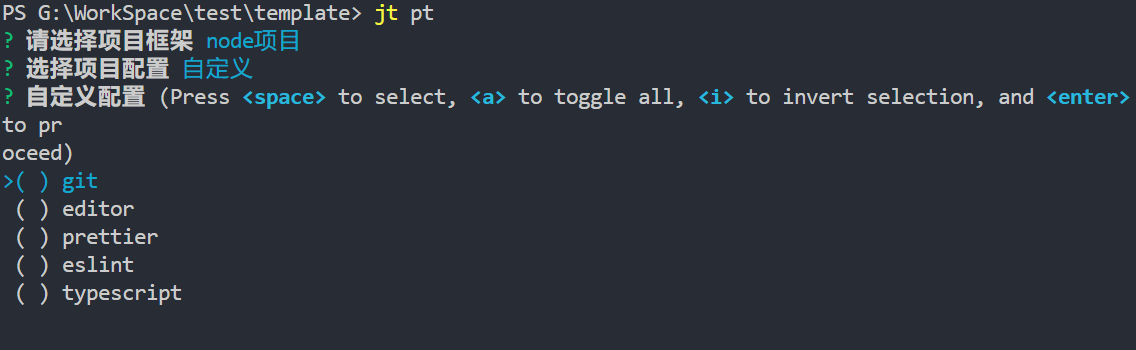 PS G:\WorkSpace\test\template> jt pt
? 请选择项目框架 node项目
? 选择项目配置 自定义
? 自定义配置 (Press <space> to select, <a> to toggle all, <i> to invert selection, and <enter>
to pr
oceed)
>( ) git
( ) editor
( ) prettier
( ) eslint
( ) typescript